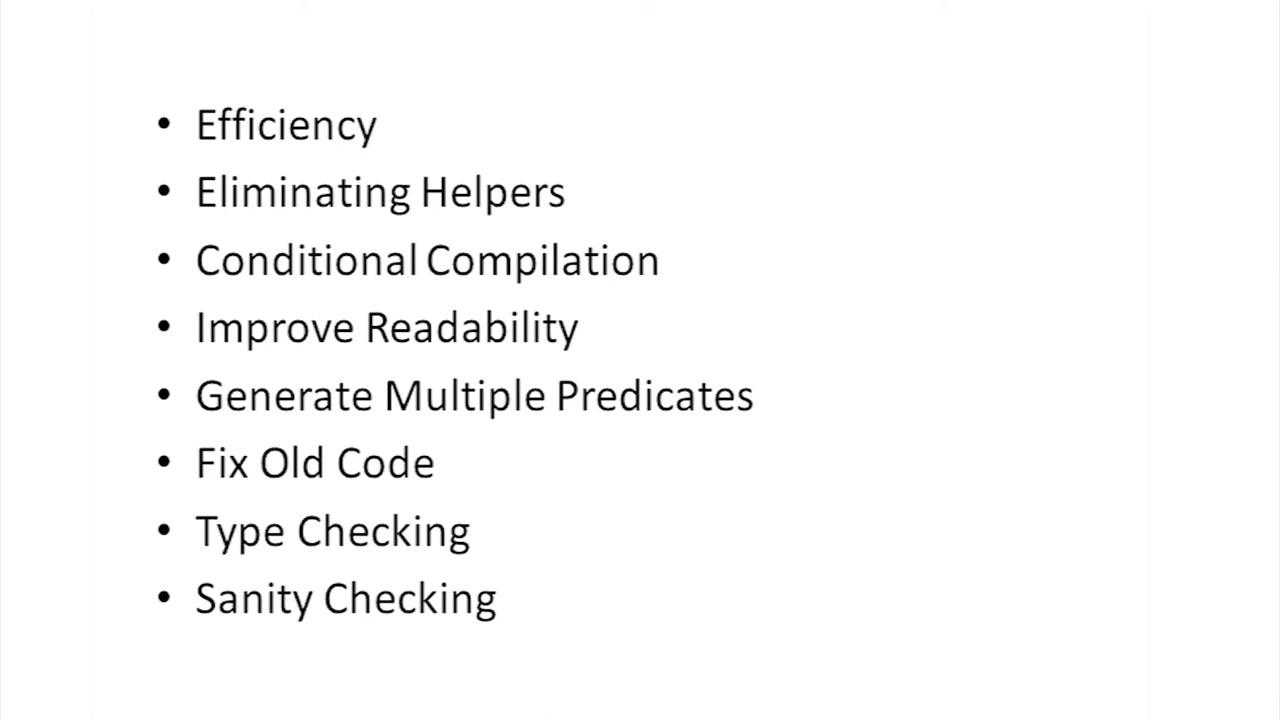 • Efficiency
• Eliminating Helpers
• Conditional Compilation
• Improve Readability
• Generate Multiple Predicates
• Fix Old Code
• Type Checking
• Sanity Checking